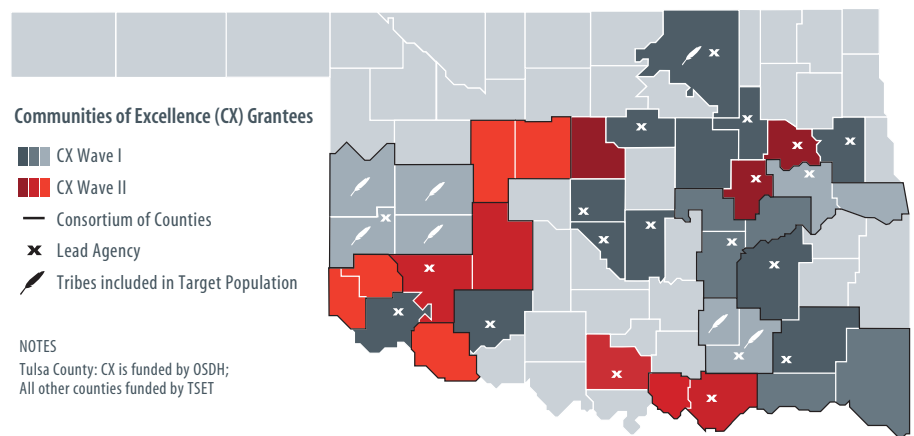 Communities of Excellence (CX) Grantees
CX Wave I
CX Wave II
Consortium of Counties
Lead Agency
Tribes included in Target Population
NOTES
Tulsa County: CX is funded by OSDH;
All other counties funded by TSET